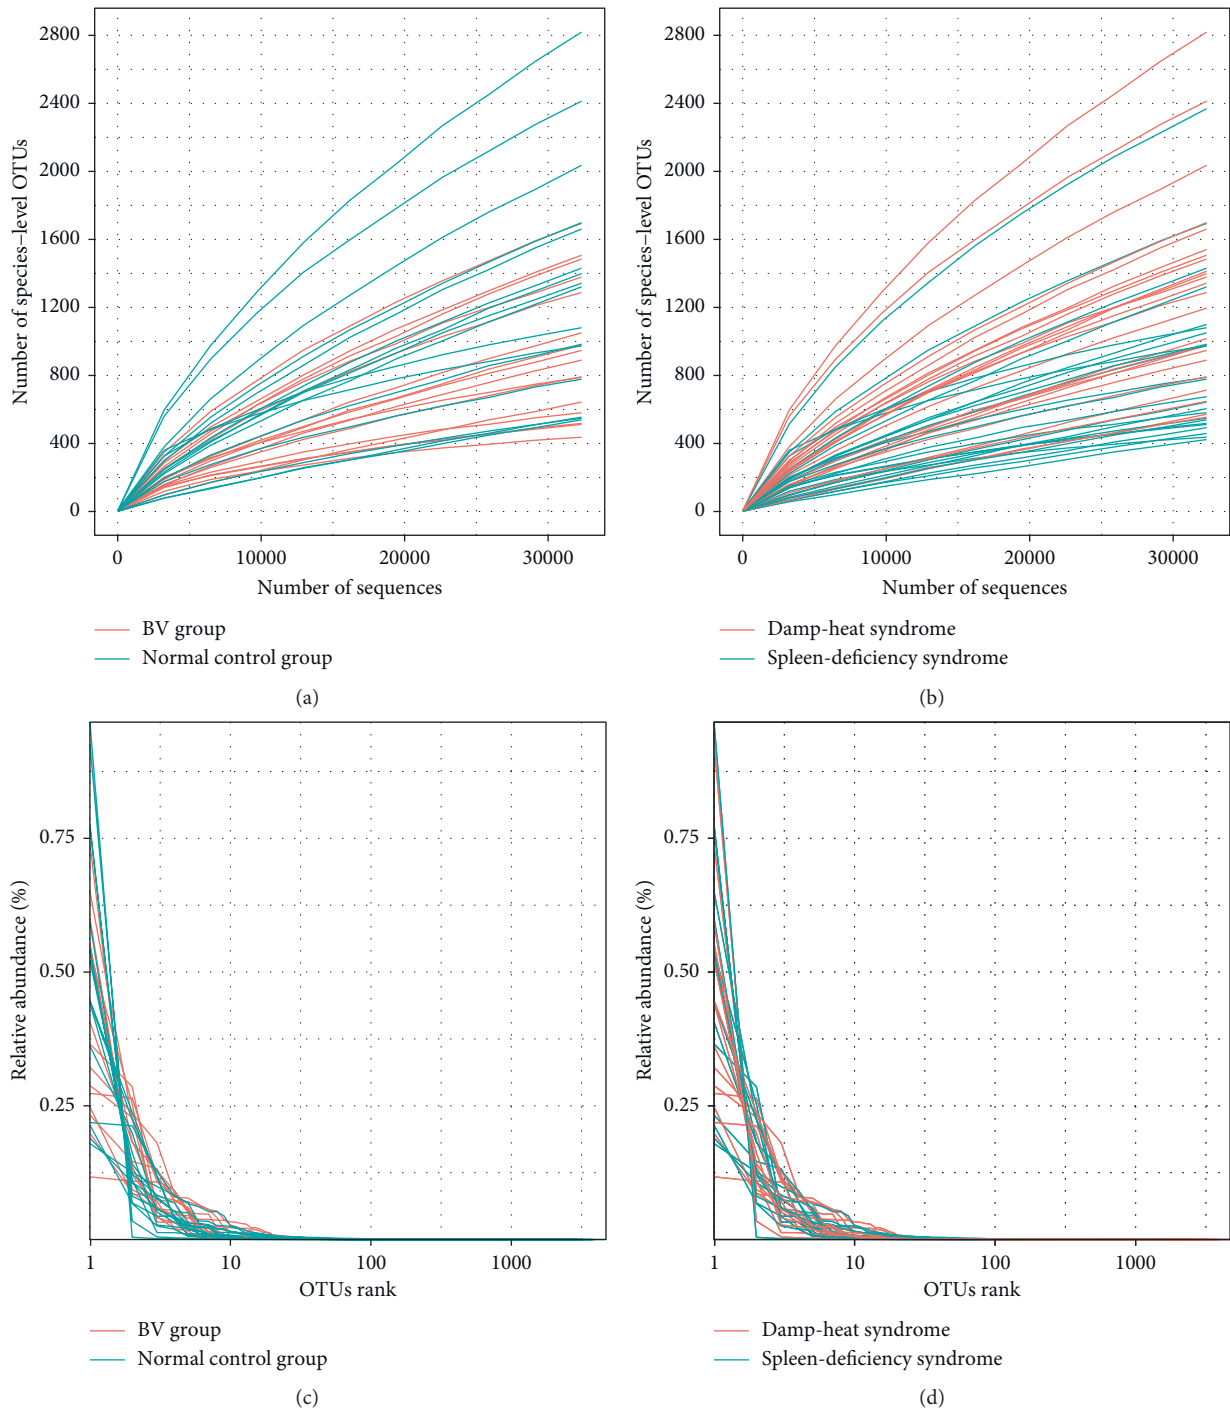 2800
2400
2000
1600
1200
800
400
0
Number of species–level OTUs
0 10000 20000 30000
Number of sequences
BV group
Normal control group
(a)
2800
2400
2000
1600
1200
800
400
0
Number of species–level OTUs
0 10000 20000 30000
Number of sequences
Damp-heat syndrome
Spleen-deficiency syndrome
(b)
0.75
0.50
0.25
Relative abundance (%)
1 10 100 1000
OTUs rank
BV group
Normal control group
(c)
0.75
0.50
0.25
Relative abundance (%)
1 10 100 1000
OTUs rank
Damp-heat syndrome
Spleen-deficiency syndrome
(d)